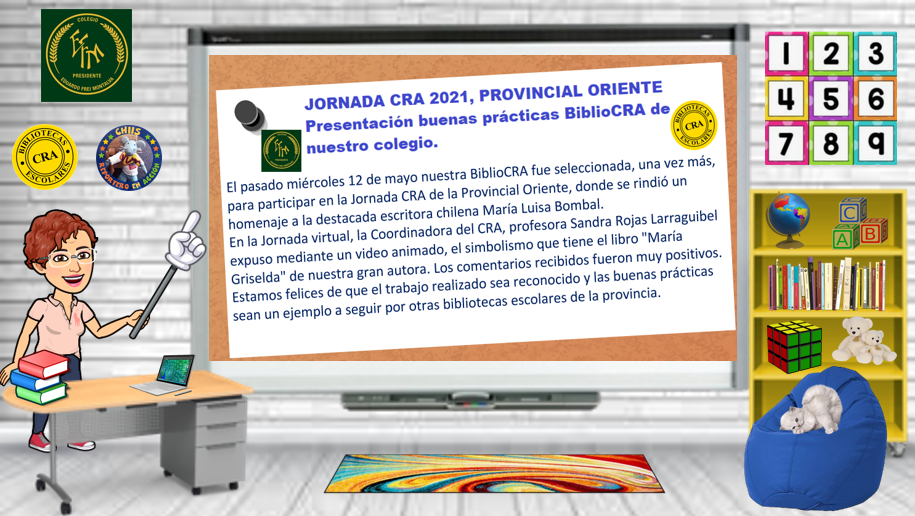 COLEGIO
EFM
PRESIDENTE
EDUARDO FREI MONTALVA
BIBLIOTECAS
CRA
ESCOLARES
CHIIS
REPORTERO EN ACCIÓN
JORNADA CRA 2021, PROVINCIAL ORIENTE
Presentación buenas prácticas BiblioCRA de
nuestro colegio.
BIBLIOTECAS
CRA
ESCOLARES
El pasado miércoles 12 de mayo nuestra BiblioCRA fue seleccionada, una vez más,
para participar en la Jornada CRA de la Provincial Oriente, donde se rindió un
homenaje a la destacada escritora chilena María Luisa Bombal.
En la Jornada virtual, la Coordinadora del CRA, profesora Sandra Rojas Larraguibel
expuso mediante un video animado, el simbolismo que tiene el libro "María
Griselda" de nuestra gran autora. Los comentarios recibidos fueron muy positivos.
Estamos felices de que el trabajo realizado sea reconocido y las buenas prácticas
sean un ejemplo a seguir por otras bibliotecas escolares de la provincia.
1 2 3
4 5 6
7 8 9
C
A B